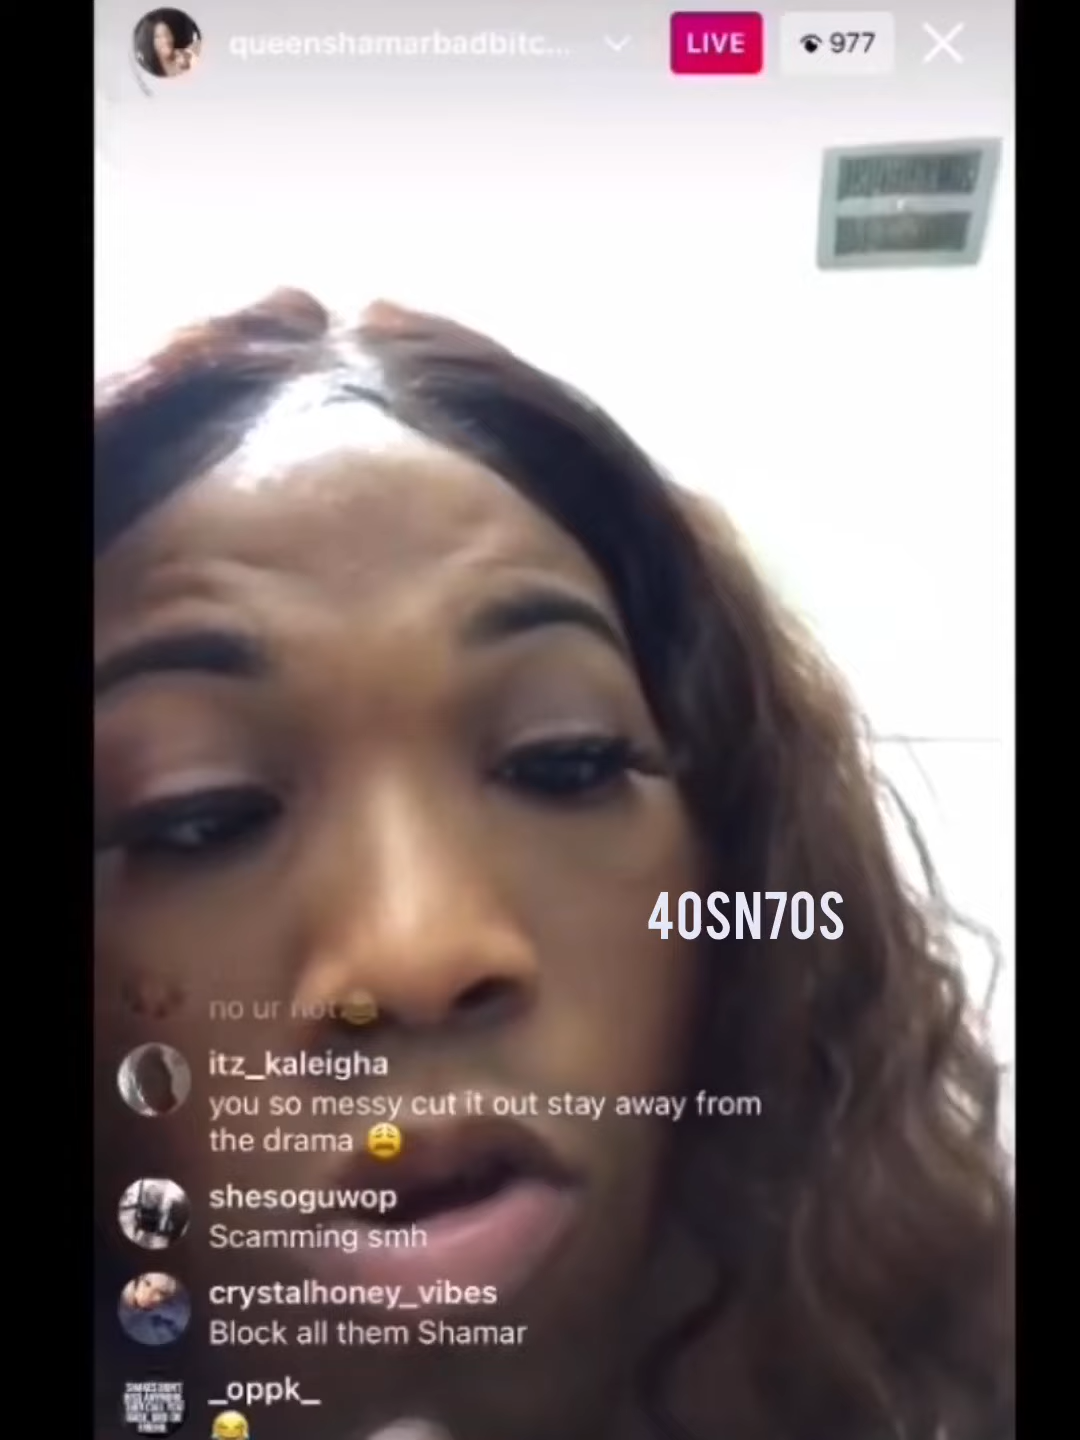 queenshamarbadbitc...
LIVE
977
40SN70S
no ur not😂
itz_kaleigha
you so messy cut it out stay away from
the drama 😩
shesoguwop
Scamming smh
crystalhoney_vibes
Block all them Shamar
_oppk_
😂